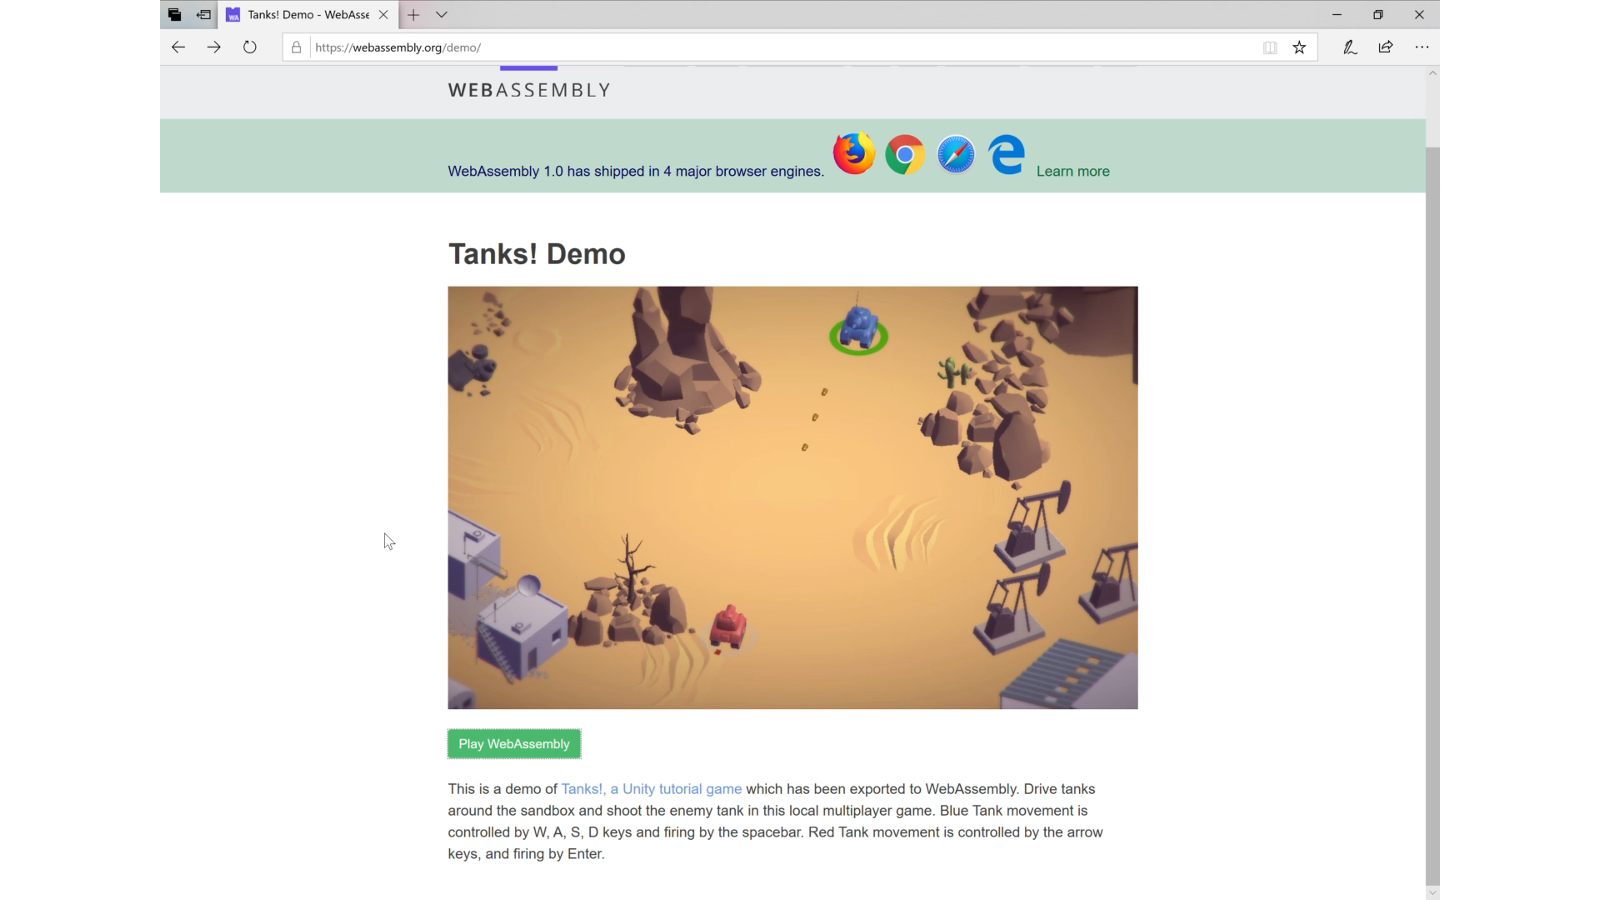 Tanks! Demo - WebAsse
https://webassembly.org/demo/
WEBASSEMBLY
WebAssembly 1.0 has shipped in 4 major browser engines. Learn more
Tanks! Demo
Play WebAssembly
This is a demo of Tanks!, a Unity tutorial game which has been exported to WebAssembly. Drive tanks
around the sandbox and shoot the enemy tank in this local multiplayer game. Blue Tank movement is
controlled by W, A, S, D keys and firing by the spacebar. Red Tank movement is controlled by the arrow
keys, and firing by Enter.